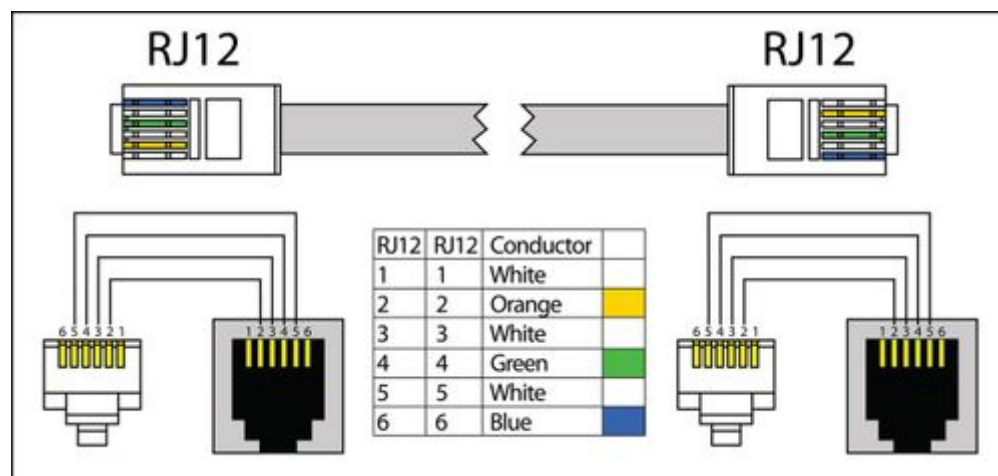 RJ12 RJ12
RJ12 RJ12 Conductor
1 1 White
2 2 Orange
3 3 White
4 4 Green
5 5 White
6 6 Blue
6 5 4 3 2 1
1 2 3 4 5 6
6 5 4 3 2 1
1 2 3 4 5 6